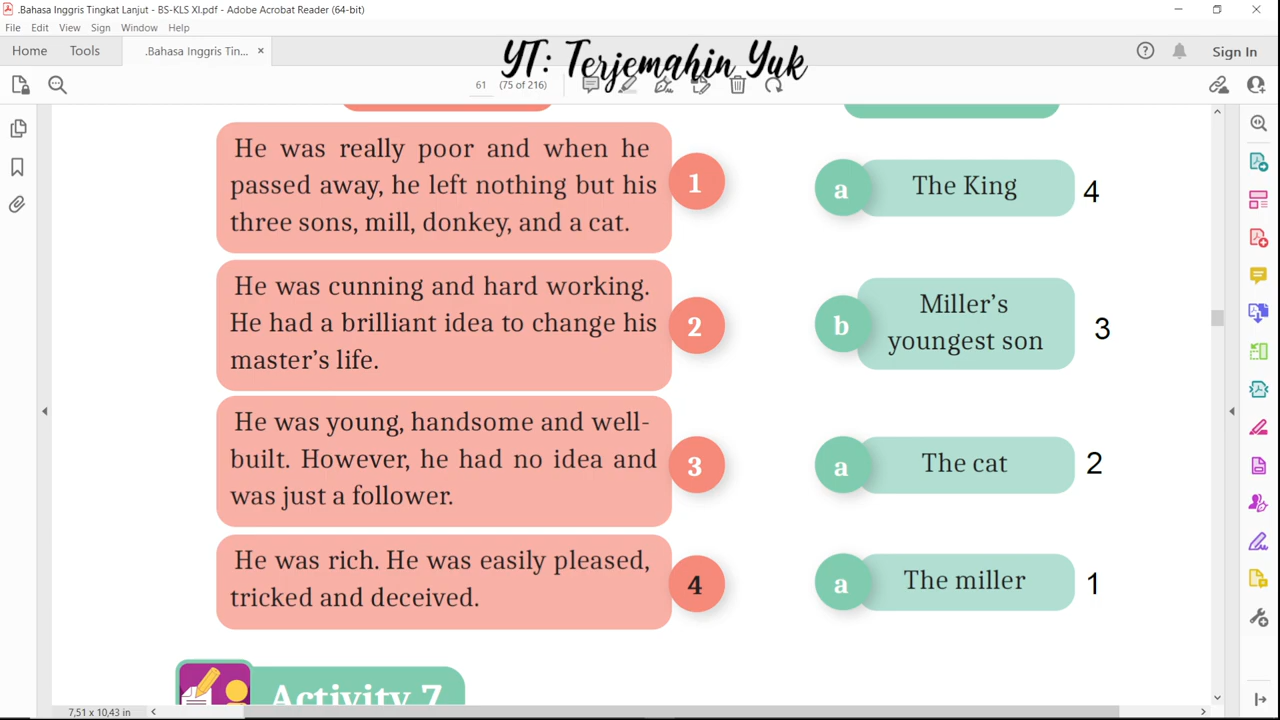 .Bahasa Inggris Tingkat Lanjut - BS-KLS XI.pdf - Adobe Acrobat Reader (64-bit)
File Edit View Sign Window Help
Home Tools .Bahasa Inggris Tin... × Sign In
YT: Terjemahin Yuk
61 (75 of 216)
He was really poor and when he
passed away, he left nothing but his
three sons, mill, donkey, and a cat.
1
a
The King
4
He was cunning and hard working.
He had a brilliant idea to change his
master's life.
2
b
Miller's
youngest son
3
He was young, handsome and well-
built. However, he had no idea and
was just a follower.
3
a
The cat
2
He was rich. He was easily pleased,
tricked and deceived.
4
a
The miller
1
Activity 7
7,51 x 10,43 in